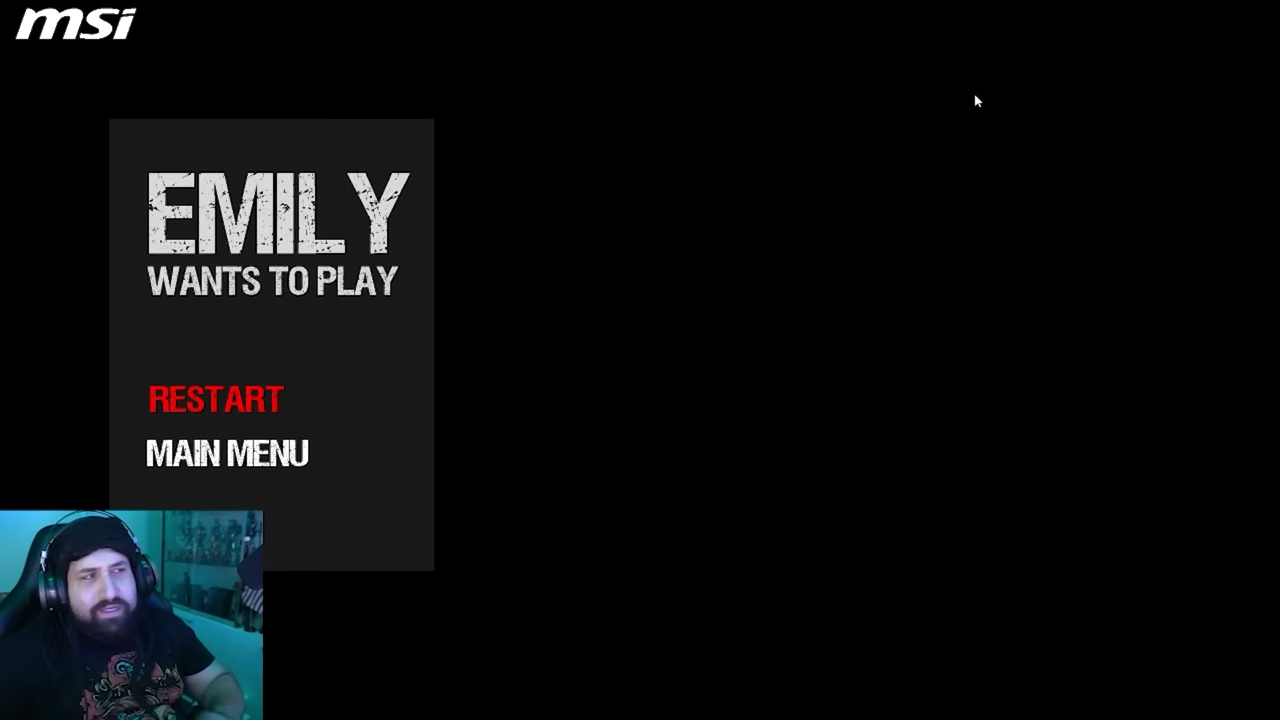 msi
EMILY
WANTS TO PLAY
RESTART
MAIN MENU